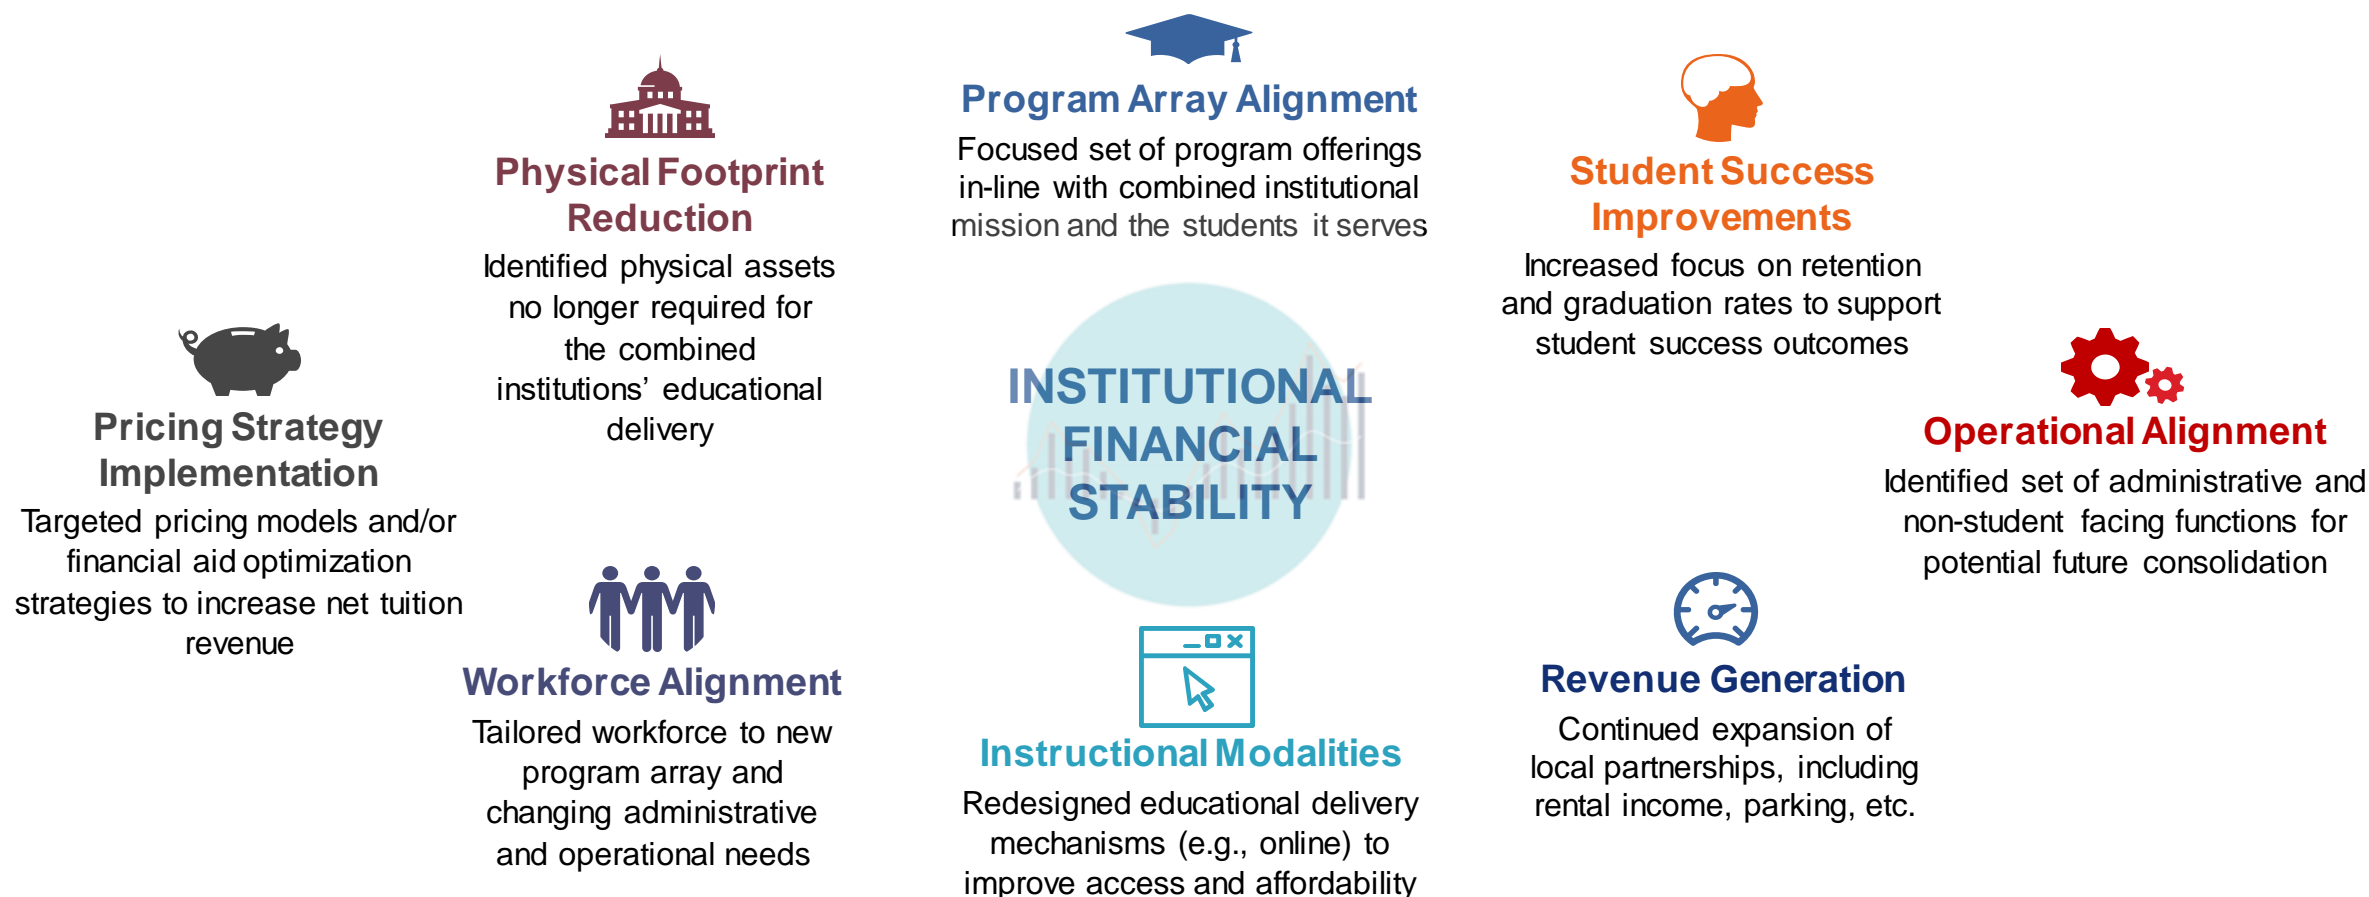 Program Array Alignment
Focused set of program offerings
in-line with combined institutional
mission and the students it serves
Physical Footprint
Reduction
Identified physical assets
no longer required for
the combined
institutions’ educational
delivery
Student Success
Improvements
Increased focus on retention
and graduation rates to support
student success outcomes
Pricing Strategy
Implementation
Targeted pricing models and/or
financial aid optimization
strategies to increase net tuition
revenue
INSTITUTIONAL
FINANCIAL
STABILITY
Operational Alignment
Identified set of administrative and
non-student facing functions for
potential future consolidation
Workforce Alignment
Tailored workforce to new
program array and
changing administrative
and operational needs
Instructional Modalities
Redesigned educational delivery
mechanisms (e.g., online) to
improve access and affordability
Revenue Generation
Continued expansion of
local partnerships, including
rental income, parking, etc.